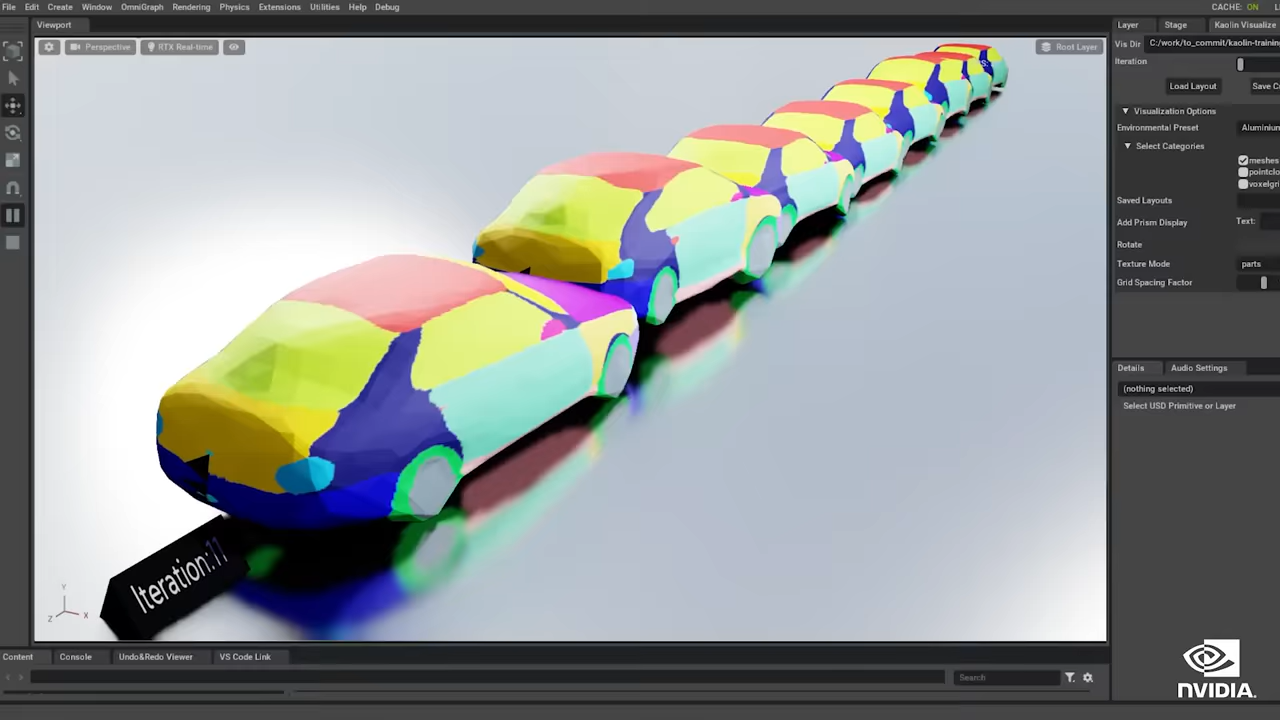 File Edit Create Window OmniGraph Rendering Physics Extensions Utilities Help Debug CACHE: ON
Viewport
Layer Stage Kaolin Visualize
Perspective RTX Real-time Root Layer
Vis Dir C:/work/to_commit/kaolin-training
Iteration
Load Layout Save
Visualization Options
Environmental Preset Aluminium
Select Categories
meshes
pointclo
voxelgri
Saved Layouts
Add Prism Display Text:
Rotate
Texture Mode parts
Grid Spacing Factor
Details Audio Settings
(nothing selected)
Select USD Primitive or Layer
Iteration:11
Y
Z X
Content Console Undo&Redo Viewer VS Code Link
Search
NVIDIA.